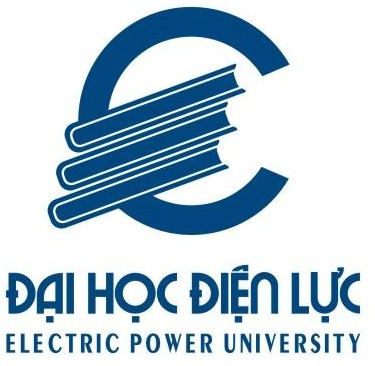 ĐẠI HỌC ĐIỆN LỰC
ELECTRIC POWER UNIVERSITY